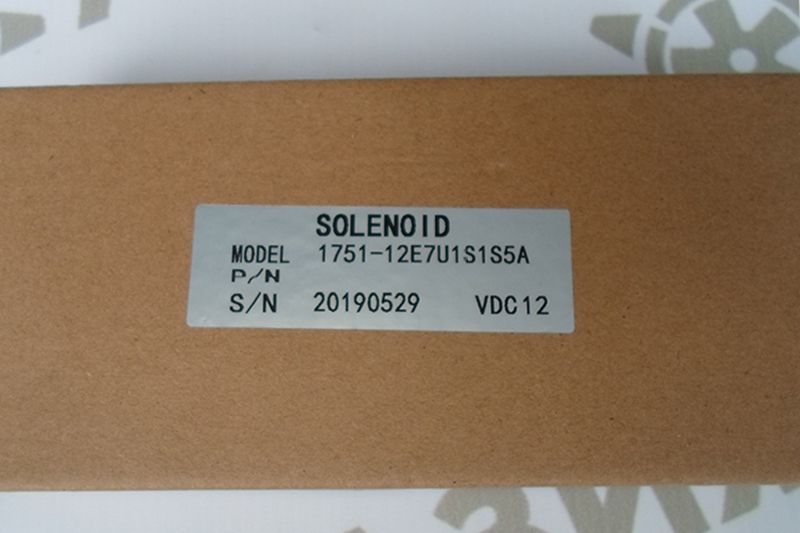 SOLENOID
MODEL 1751-12E7U1S1S5A
P/N
S/N 20190529 VDC12